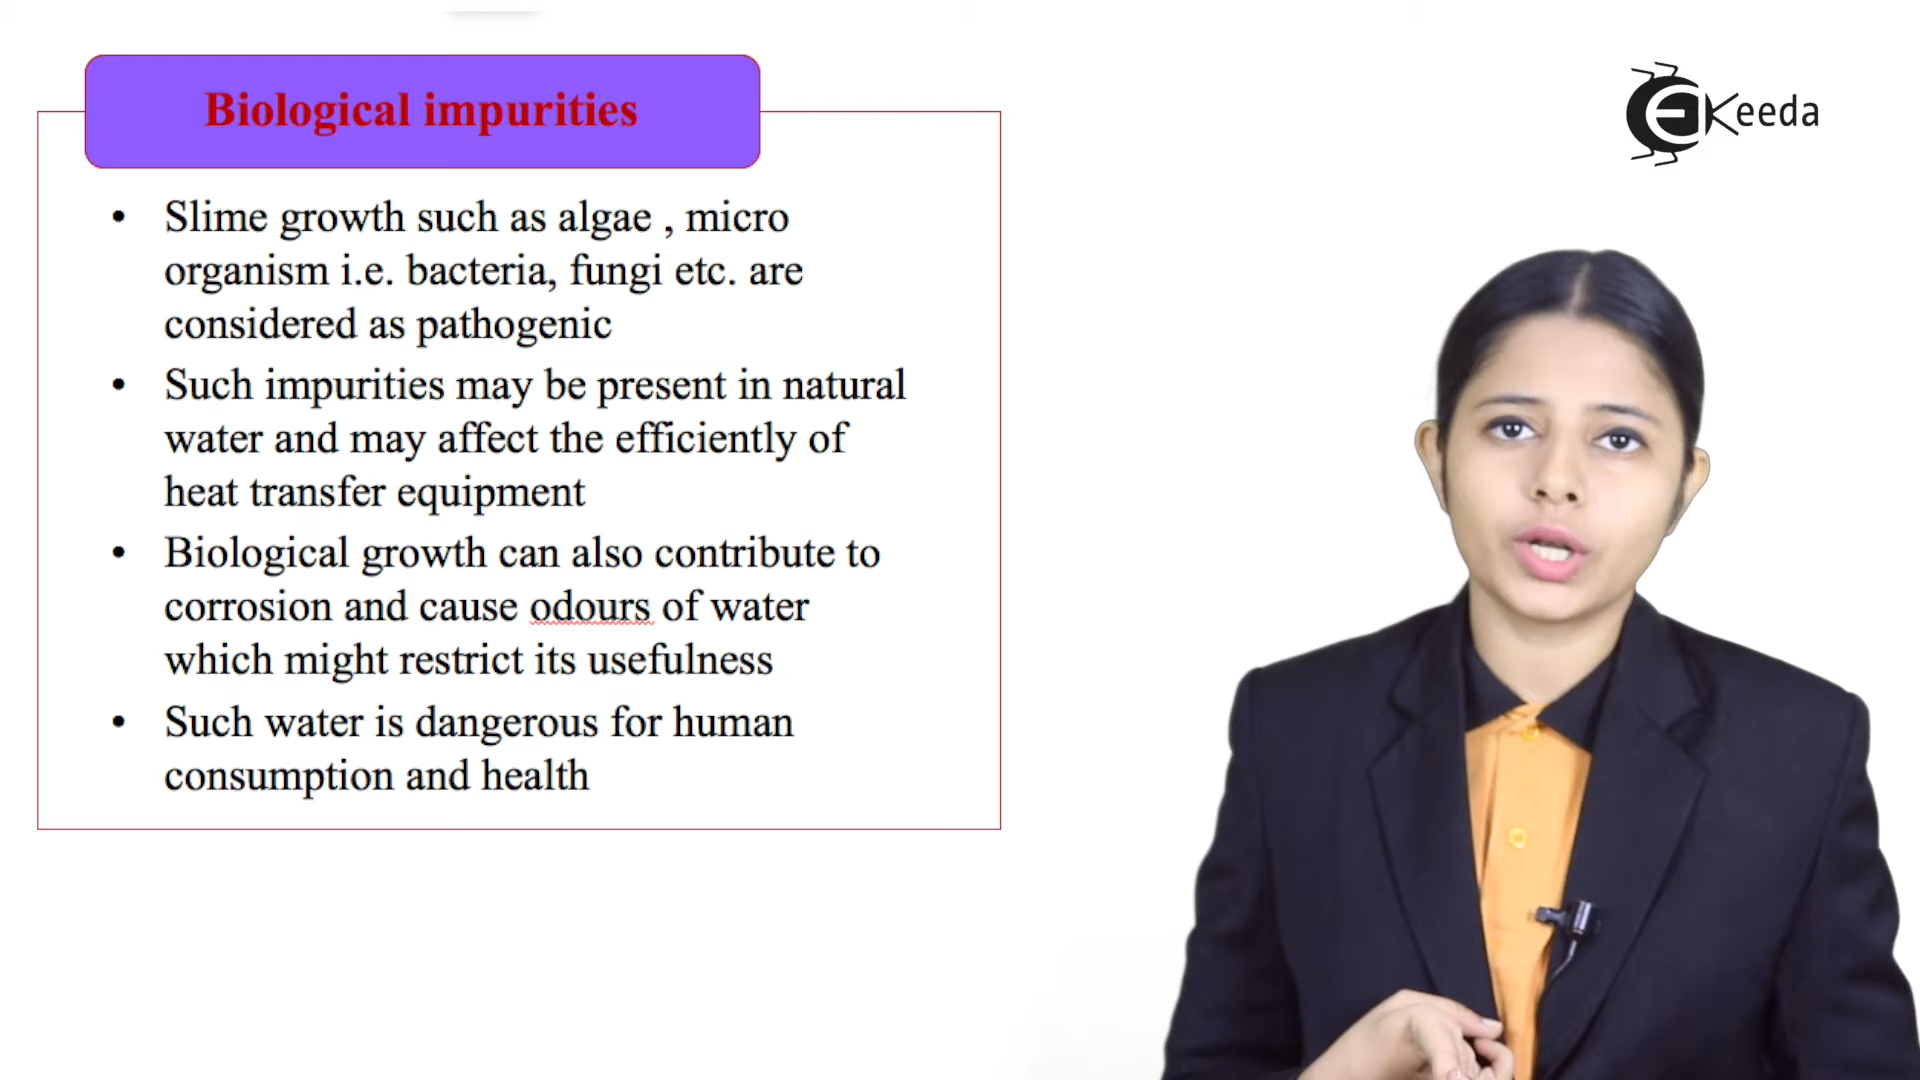 Biological impurities
Keeda
• Slime growth such as algae , micro
organism i.e. bacteria, fungi etc. are
considered as pathogenic
• Such impurities may be present in natural
water and may affect the efficiently of
heat transfer equipment
• Biological growth can also contribute to
corrosion and cause odours of water
which might restrict its usefulness
• Such water is dangerous for human
consumption and health